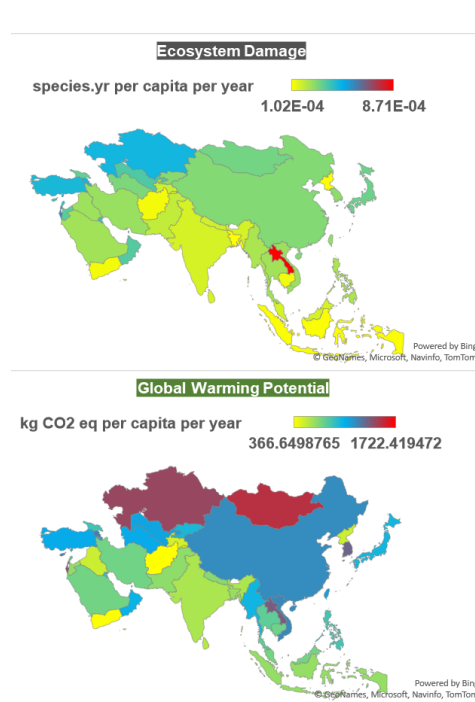 Ecosystem Damage
species.yr per capita per year
1.02E-04 8.71E-04
Powered by Bing
© GeoNames, Microsoft, Navinfo, TomTom
Global Warming Potential
kg CO2 eq per capita per year
366.6498765 1722.419472
Powered by Bing
© GeoNames, Microsoft, Navinfo, TomTom